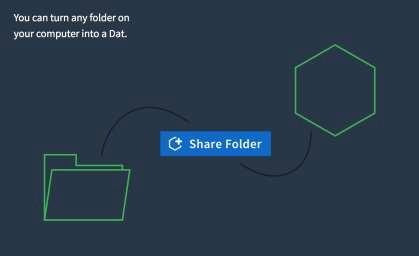 You can turn any folder on
your computer into a Dat.
Share Folder